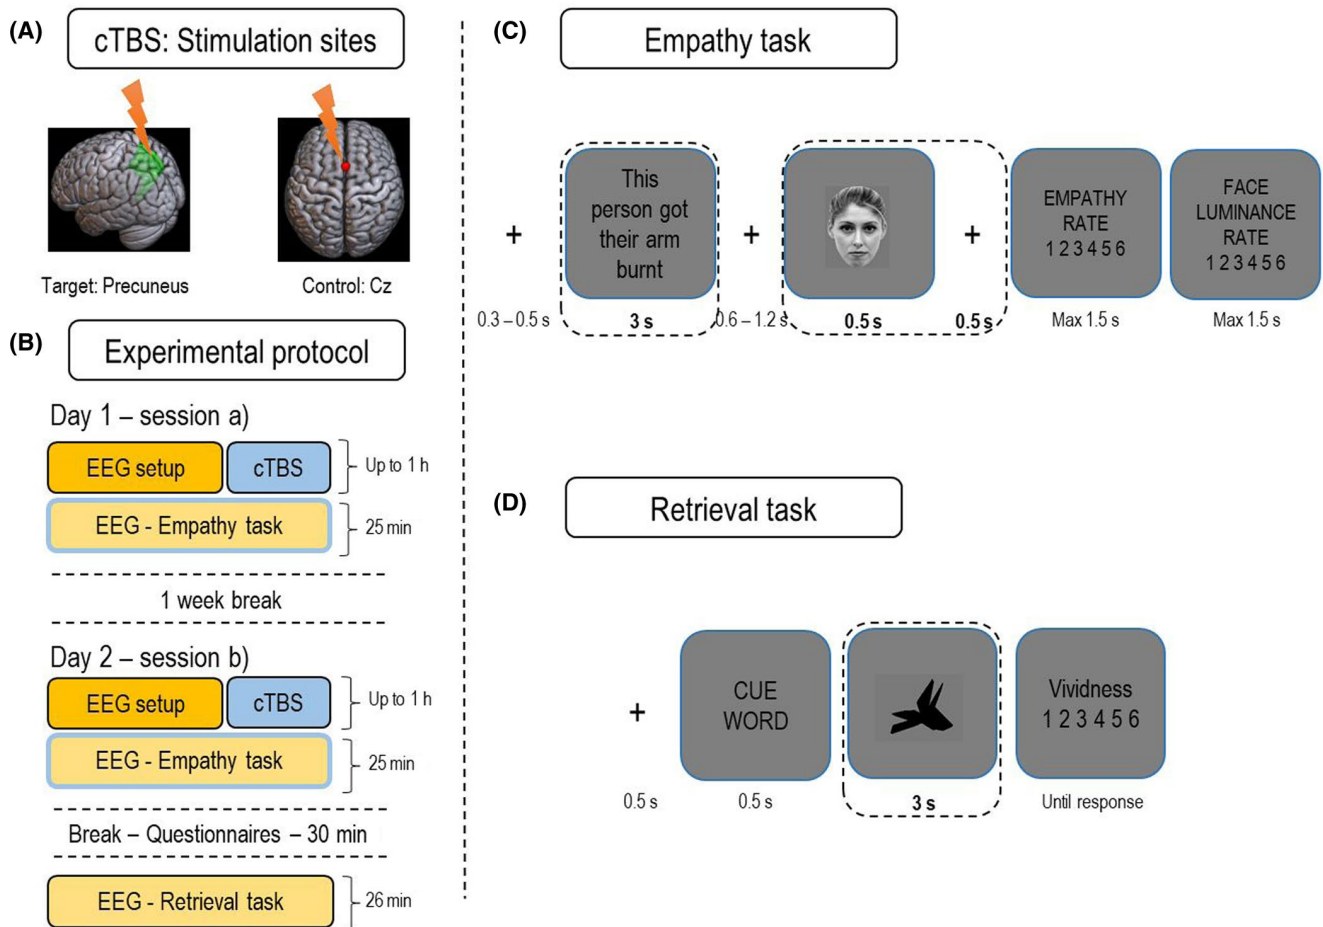 (A)
cTBS: Stimulation sites
Target: Precuneus
Control: Cz
(B)
Experimental protocol
Day 1 – session a)
EEG setup
cTBS
Up to 1 h
EEG - Empathy task
25 min
1 week break
Day 2 – session b)
EEG setup
cTBS
Up to 1 h
EEG - Empathy task
25 min
Break – Questionnaires – 30 min
EEG - Retrieval task
26 min
(C)
Empathy task
+
0.3 – 0.5 s
This
person got
their arm
burnt
3 s
+
0.6 – 1.2 s
0.5 s
+
0.5 s
EMPATHY
RATE
1 2 3 4 5 6
Max 1.5 s
FACE
LUMINANCE
RATE
1 2 3 4 5 6
Max 1.5 s
(D)
Retrieval task
+
0.5 s
CUE
WORD
0.5 s
3 s
Vividness
1 2 3 4 5 6
Until response